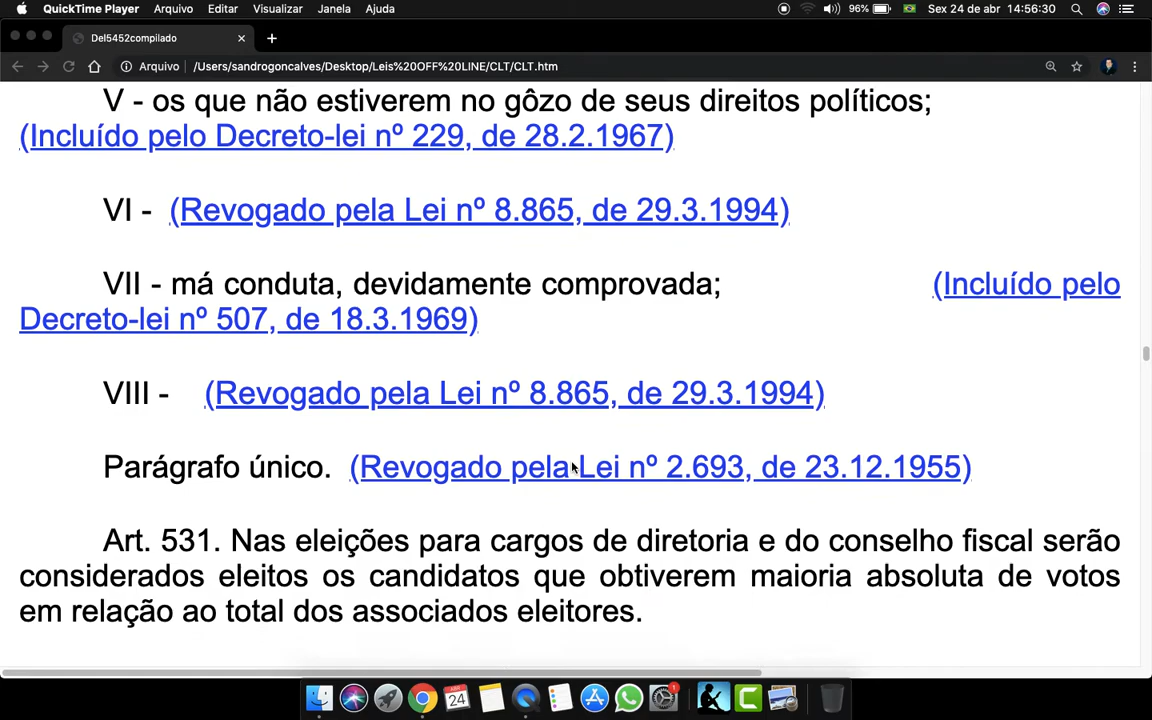 QuickTime Player Arquivo Editar Visualizar Janela Ajuda 96% Sex 24 de abr 14:56:30
Del5452compilado
Arquivo /Users/sandrogoncalves/Desktop/Leis%20OFF%20LINE/CLT/CLT.htm
V - os que não estiverem no gôzo de seus direitos políticos;
(Incluído pelo Decreto-lei nº 229, de 28.2.1967)
VI - (Revogado pela Lei nº 8.865, de 29.3.1994)
VII - má conduta, devidamente comprovada; (Incluído pelo
Decreto-lei nº 507, de 18.3.1969)
VIII - (Revogado pela Lei nº 8.865, de 29.3.1994)
Parágrafo único. (Revogado pela Lei nº 2.693, de 23.12.1955)
Art. 531. Nas eleições para cargos de diretoria e do conselho fiscal serão
considerados eleitos os candidatos que obtiverem maioria absoluta de votos
em relação ao total dos associados eleitores.
ABR
24
1